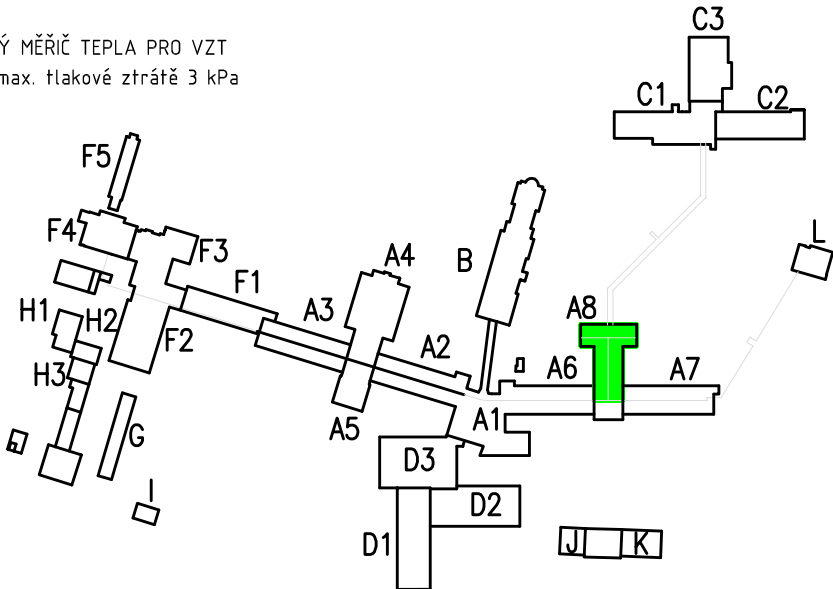 Ý MĚŘIČ TEPLA PRO VZT
max. tlakové ztrátě 3 kPa
C3
C1
C2
F5
F4
F3
A4
B
L
F1
H1
H2
A3
A8
F2
A2
H3
A6
A7
A5
A1
G
D3
I
D2
D1
J
K